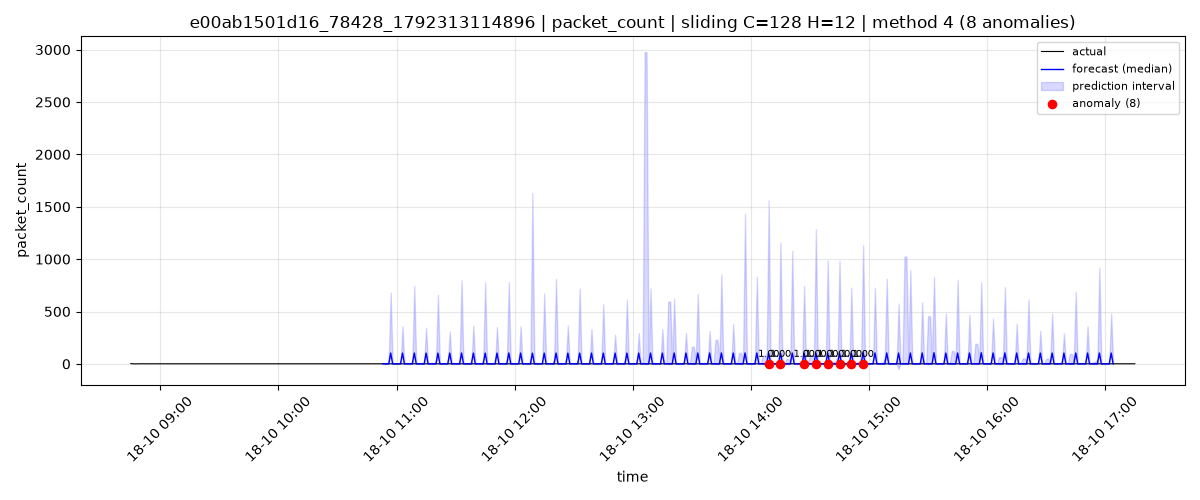 e00ab1501d16_78428_1792313114896 | packet_count | sliding C=128 H=12 | method 4 (8 anomalies)
actual
forecast (median)
prediction interval
anomaly (8)
packet_count
3000
2500
2000
1500
1000
500
0
18-10 09:00
18-10 10:00
18-10 11:00
18-10 12:00
18-10 13:00
18-10 14:00
18-10 15:00
18-10 16:00
18-10 17:00
time